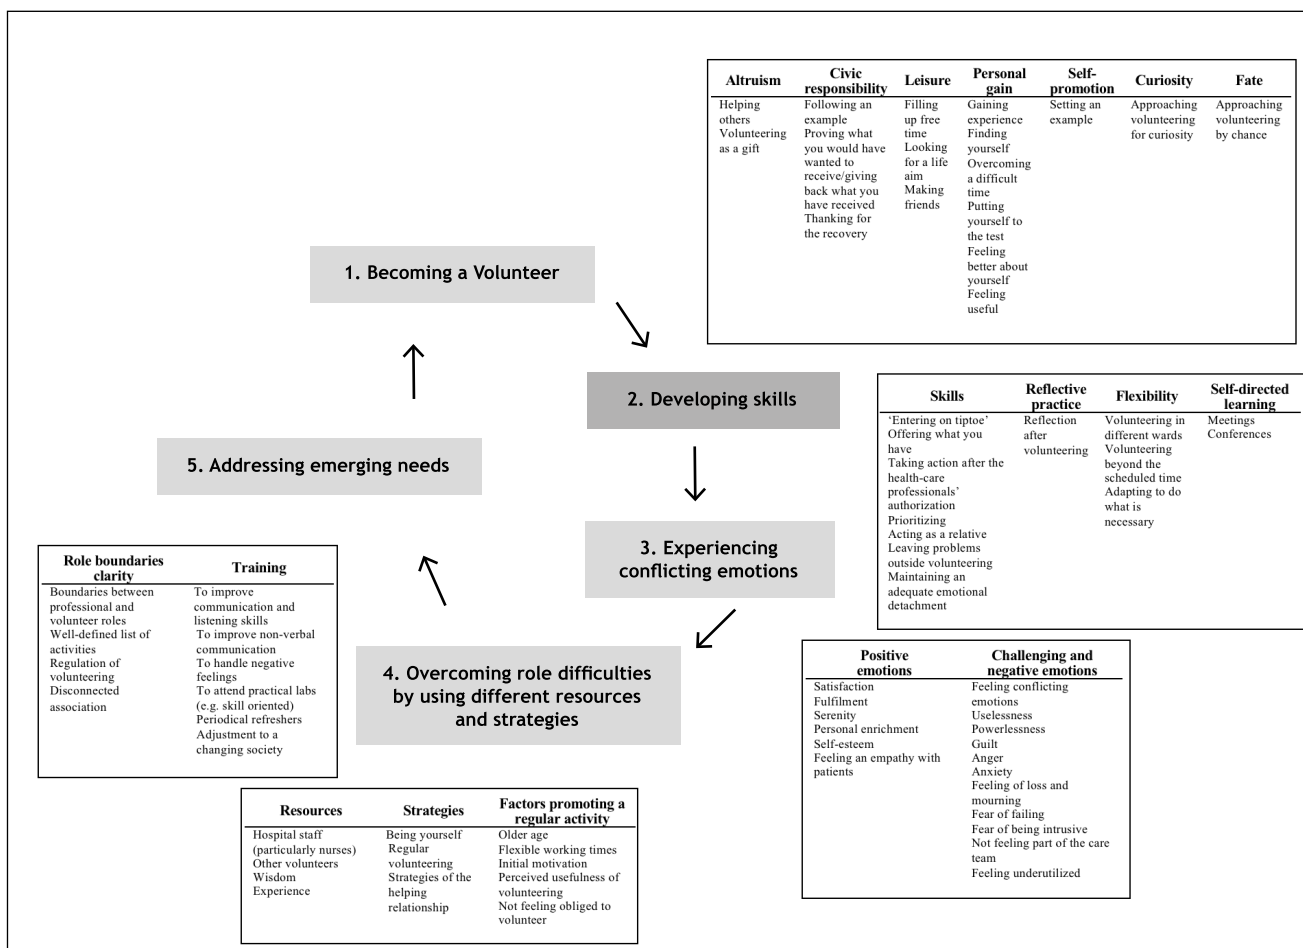 Altruism
Helping
others
Volunteering
as a gift
Civic
responsibility
Following an
example
Proving what
you would have
wanted to
receive/giving
back what you
have received
Thanking for
the recovery
Leisure
Filling
up free
time
Looking
for a life
aim
Making
friends
Personal
gain
Gaining
experience
Finding
yourself
Overcoming
a difficult
time
Putting
yourself to
the test
Feeling
better about
yourself
Feeling
useful
Self-
promotion
Setting an
example
Curiosity
Approaching
volunteering
for curiosity
Fate
Approaching
volunteering
by chance
1. Becoming a Volunteer
2. Developing skills
Skills
‘Entering on tiptoe’
Offering what you
have
Taking action after the
health-care
professionals’
authorization
Prioritizing
Acting as a relative
Leaving problems
outside volunteering
Maintaining an
adequate emotional
detachment
Reflective
practice
Reflection
after
volunteering
Flexibility
Volunteering in
different wards
Volunteering
beyond the
scheduled time
Adapting to do
what is
necessary
Self-directed
learning
Meetings
Conferences
3. Experiencing
conflicting emotions
Positive
emotions
Satisfaction
Fulfilment
Serenity
Personal enrichment
Self-esteem
Feeling an empathy with
patients
Challenging and
negative emotions
Feeling conflicting
emotions
Uselessness
Powerlessness
Guilt
Anger
Anxiety
Feeling of loss and
mourning
Fear of failing
Fear of being intrusive
Not feeling part of the care
team
Feeling underutilized
4. Overcoming role difficulties
by using different resources
and strategies
Resources
Hospital staff
(particularly nurses)
Other volunteers
Wisdom
Experience
Strategies
Being yourself
Regular
volunteering
Strategies of the
helping
relationship
Factors promoting a
regular activity
Older age
Flexible working times
Initial motivation
Perceived usefulness of
volunteering
Not feeling obliged to
volunteer
5. Addressing emerging needs
Role boundaries
clarity
Boundaries between
professional and
volunteer roles
Well-defined list of
activities
Regulation of
volunteering
Disconnected
association
Training
To improve
communication and
listening skills
To improve non-verbal
communication
To handle negative
feelings
To attend practical labs
(e.g. skill oriented)
Periodical refreshers
Adjustment to a
changing society